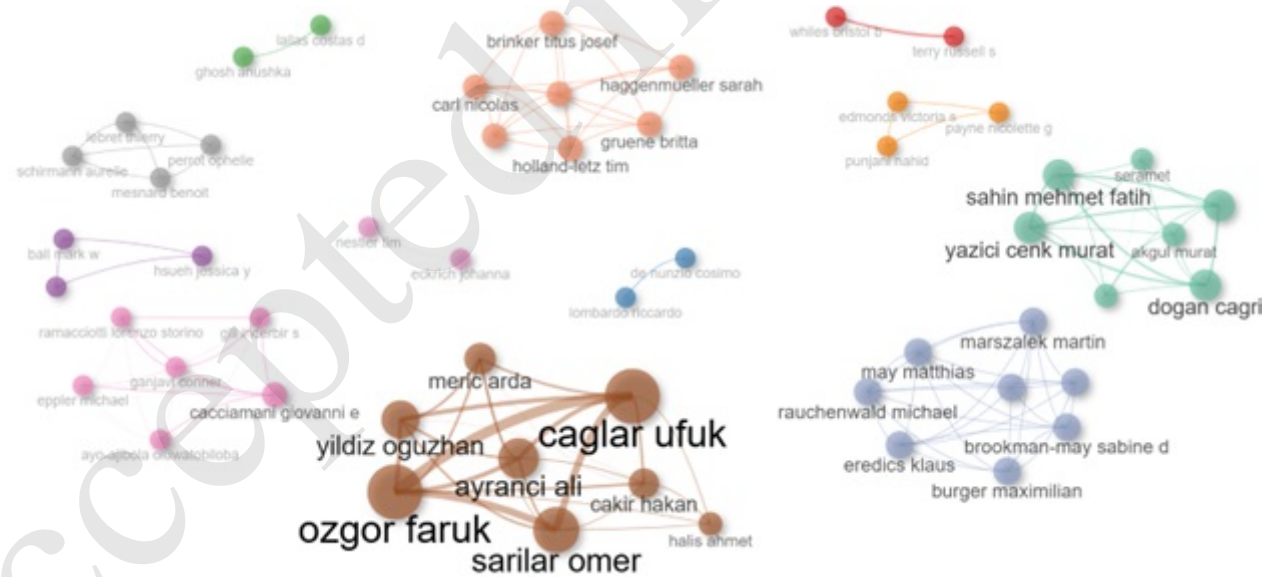 lallas costas d
ghosh anushka
brinker titus josef
haggenmueller sarah
carl nicolas
gruene britta
holland-letz tim
whiles bristol b
terry russell s
edmonds victoria s
payne nicolette g
punjani nahid
lebret thierry
perrot ophelie
schirmann aurelie
mesnard benoit
seramet
sahin mehmet fatih
yazici cenk murat
akgul murat
dogan cagri
ball mark w
hsueh jessica y
nestler tim
eckrich johanna
de nunzio cosimo
lombardo riccardo
ramacciotti lorenzo storino
gill inderbir s
ganjavi conner
eppler michael
cacciamani giovanni e
ayo-ajibola oluwatobiloba
meric arda
caglar ufuk
yildiz oguzhan
ayranci ali
cakir hakan
ozgor faruk
halis ahmet
sarilar omer
marszalek martin
may matthias
rauchenwald michael
brookman-may sabine d
eredics klaus
burger maximilian
ccepted